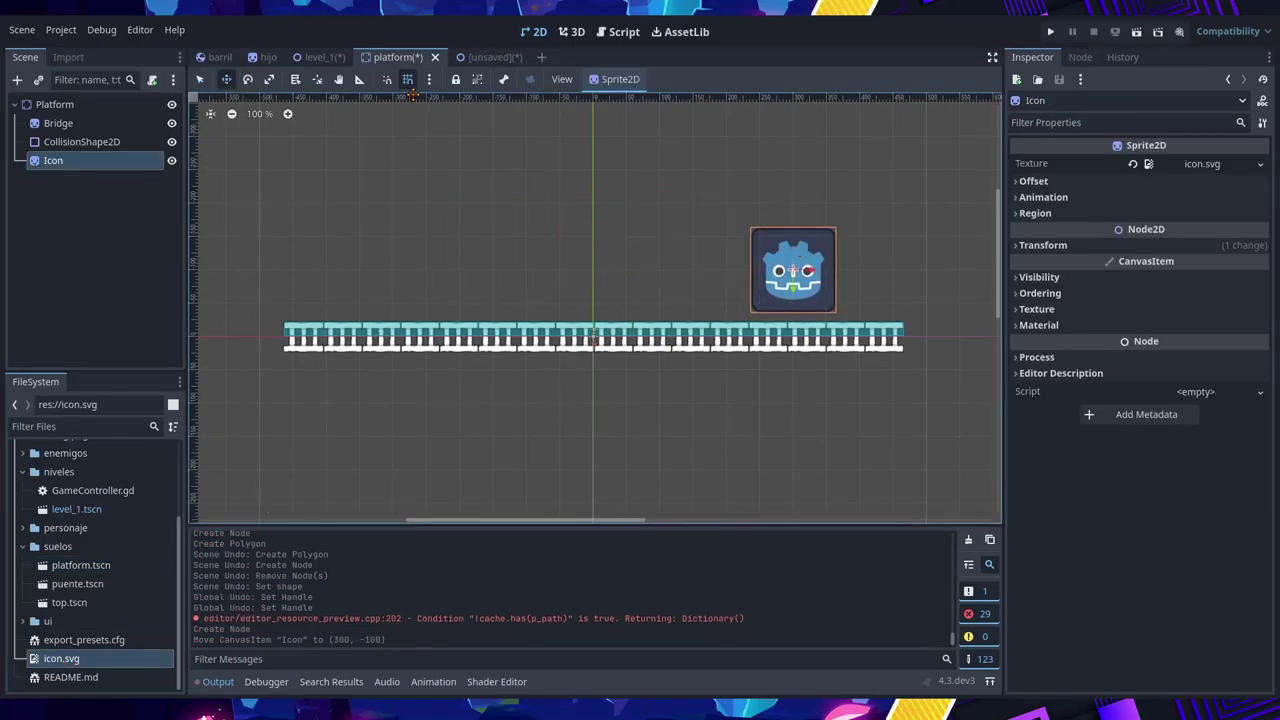 Scene Project Debug Editor Help
2D 3D Script AssetLib
Compatibility
Scene Import
barril hijo level_1(*) platform(*) [unsaved](*)
Inspector Node History
Filter: name, t:t
View Sprite2D
Platform
Bridge
CollisionShape2D
Icon
100 %
Icon
Filter Properties
Sprite2D
Texture icon.svg
Offset
Animation
Region
Node2D
Transform (1 change)
CanvasItem
Visibility
Ordering
Texture
Material
Node
Process
Editor Description
Script <empty>
Add Metadata
FileSystem
res://icon.svg
Filter Files
enemigos
niveles
GameController.gd
level_1.tscn
personaje
suelos
platform.tscn
puente.tscn
top.tscn
ui
export_presets.cfg
icon.svg
README.md
Create Node
Create Polygon
Scene Undo: Create Polygon
Scene Undo: Create Node
Scene Undo: Remove Node(s)
Scene Undo: Set shape
Global Undo: Set Handle
Global Undo: Set Handle
editor/editor_resource_preview.cpp:202 - Condition "!cache.has(p_path)" is true. Returning: Dictionary()
Create Node
Move CanvasItem "Icon" to (300, -100)
1
29
0
123
Filter Messages
Output Debugger Search Results Audio Animation Shader Editor
4.3.dev3